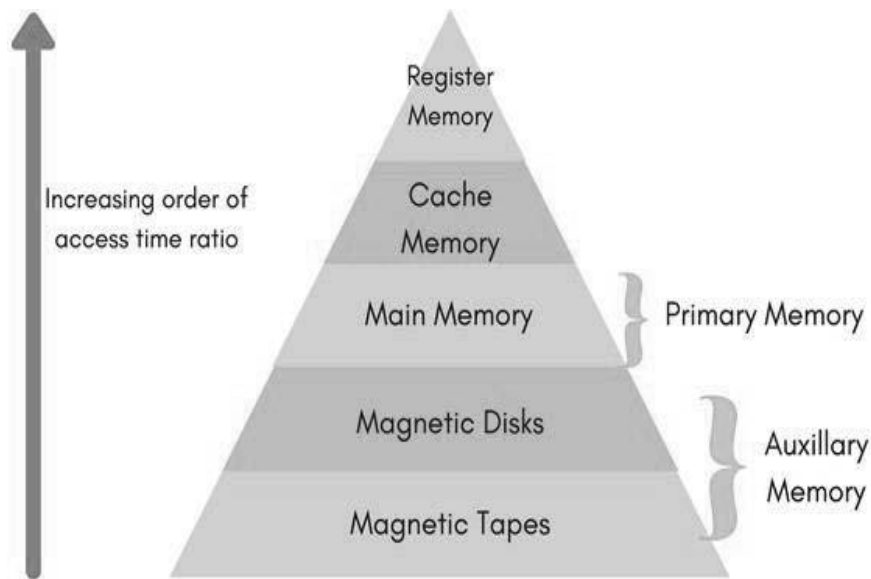 Register
Memory
Increasing order of
access time ratio
Cache
Memory
Main Memory
Primary Memory
Magnetic Disks
Auxillary
Memory
Magnetic Tapes